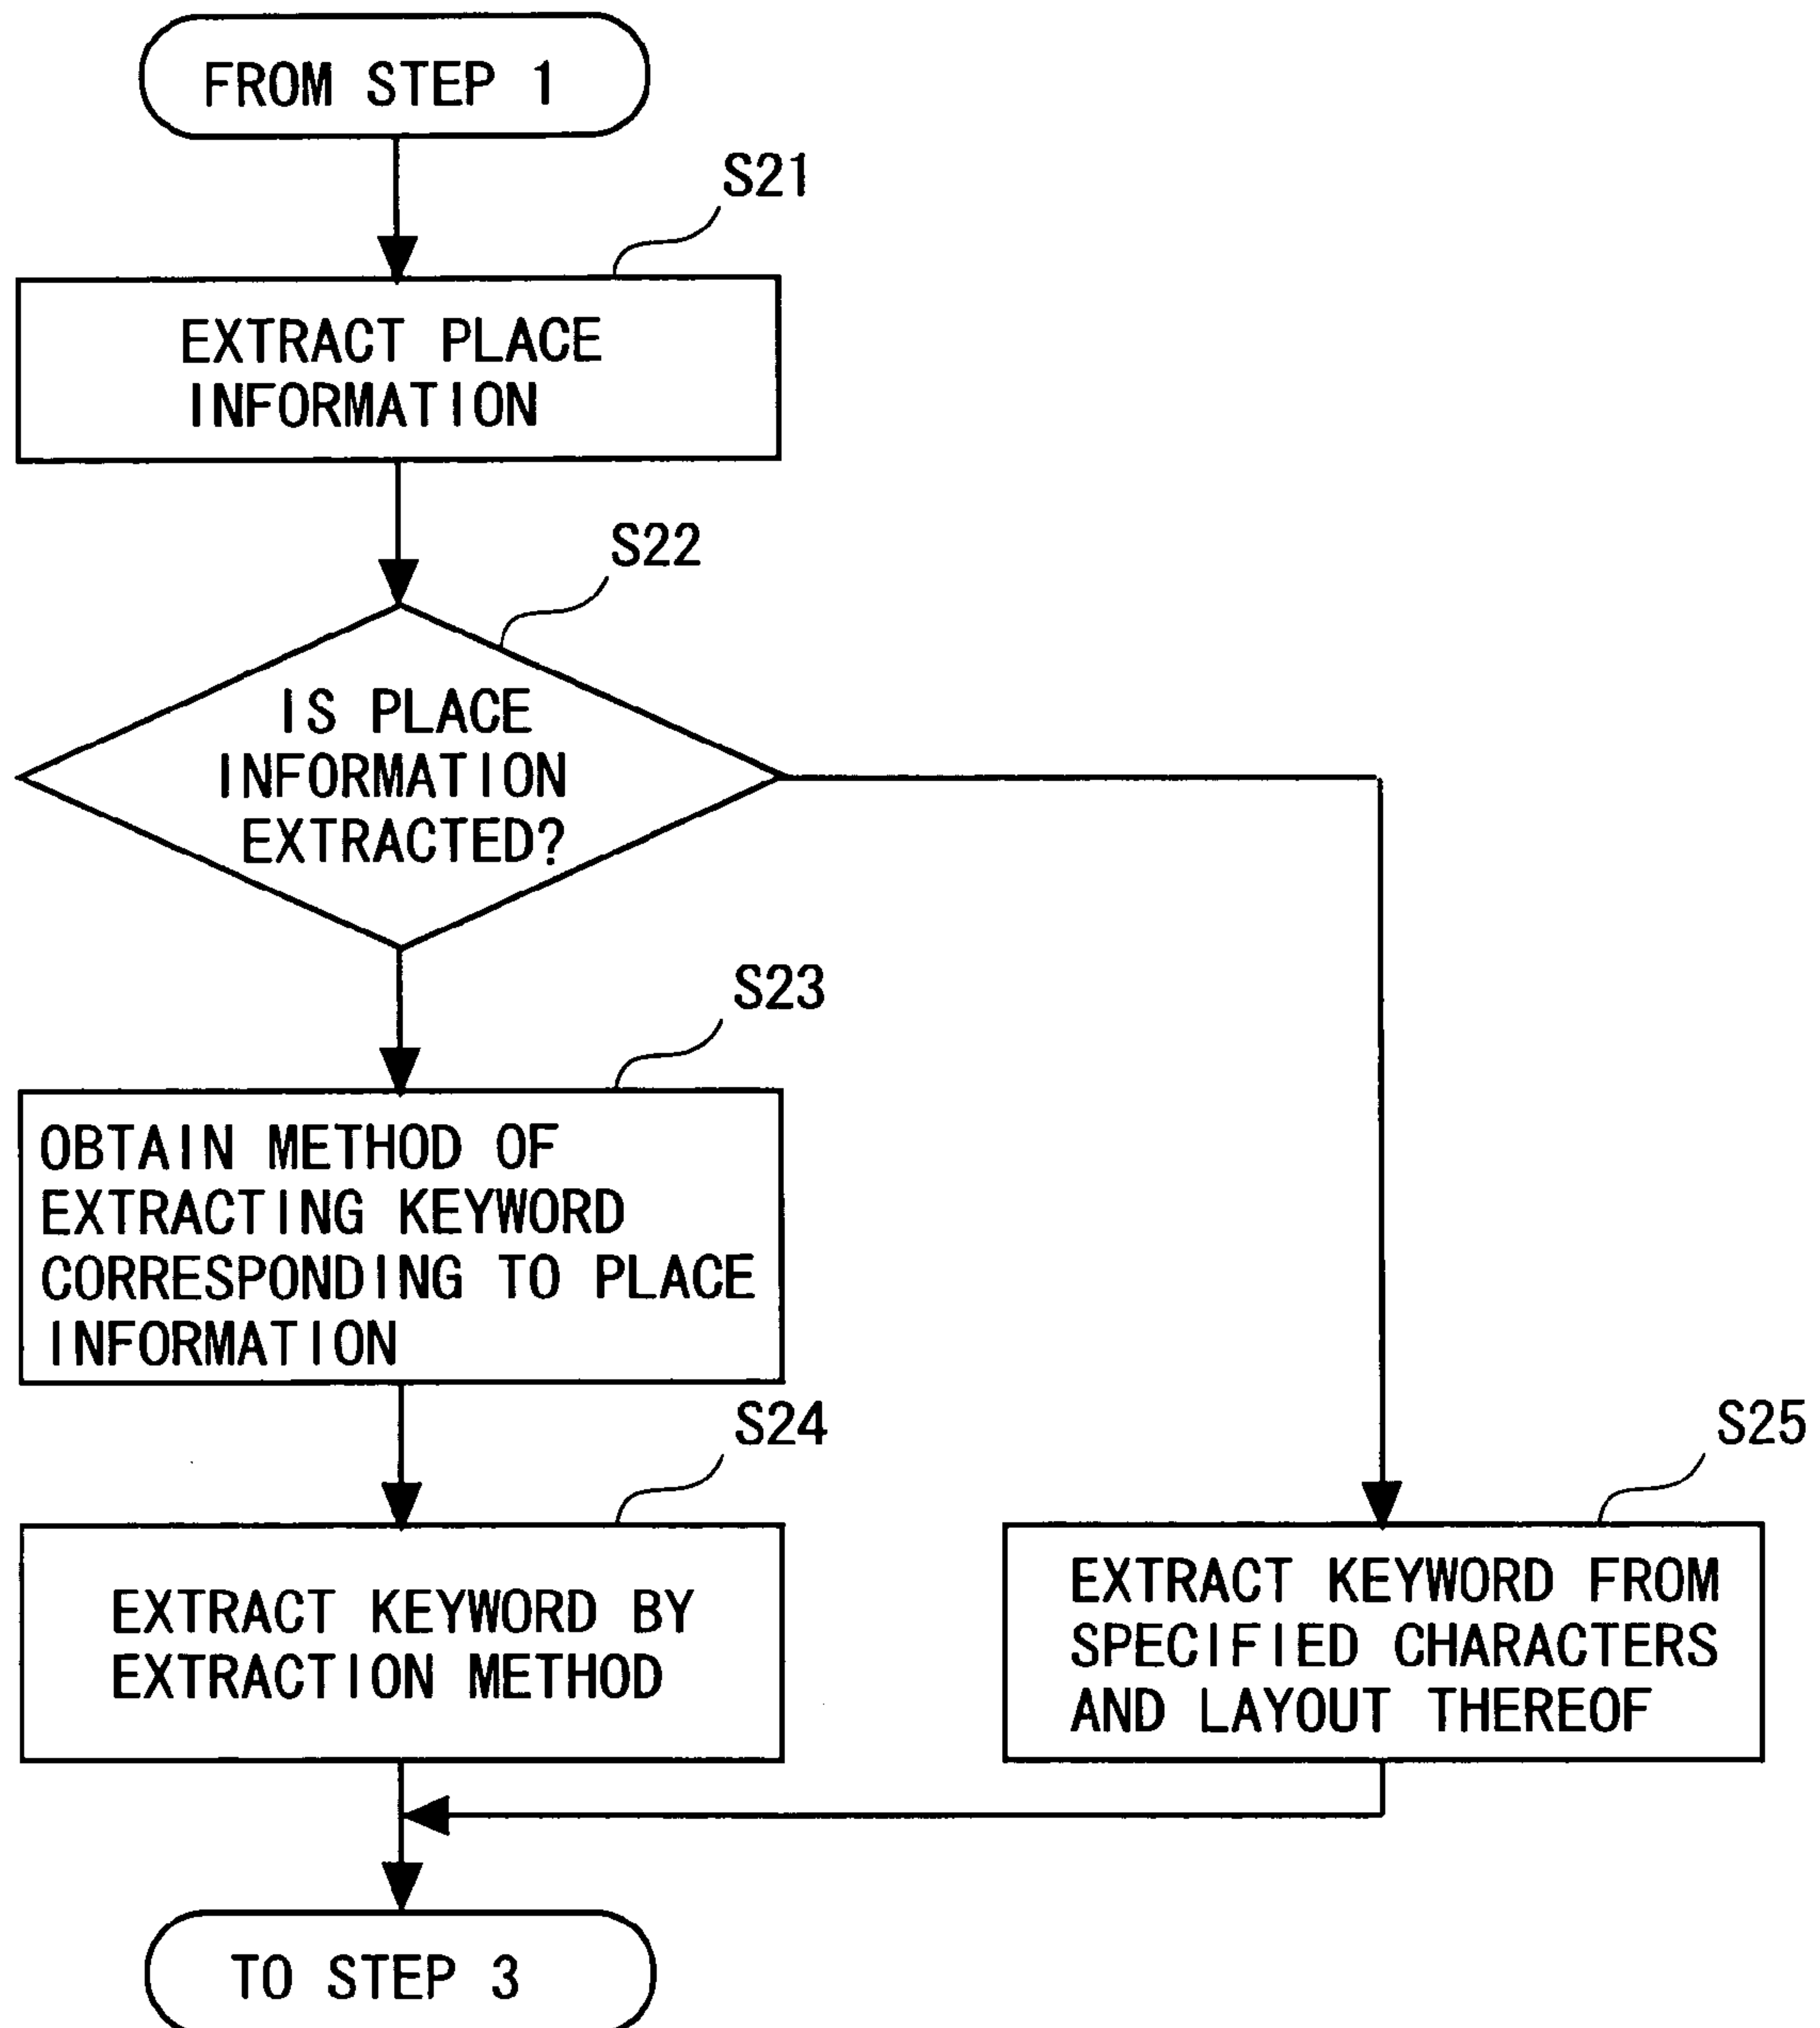 FROM STEP 1
S21
EXTRACT PLACE
INFORMATION
S22
IS PLACE
INFORMATION
EXTRACTED?
S23
OBTAIN METHOD OF
EXTRACTING KEYWORD
CORRESPONDING TO PLACE
INFORMATION
S24
EXTRACT KEYWORD BY
EXTRACTION METHOD
S25
EXTRACT KEYWORD FROM
SPECIFIED CHARACTERS
AND LAYOUT THEREOF
TO STEP 3